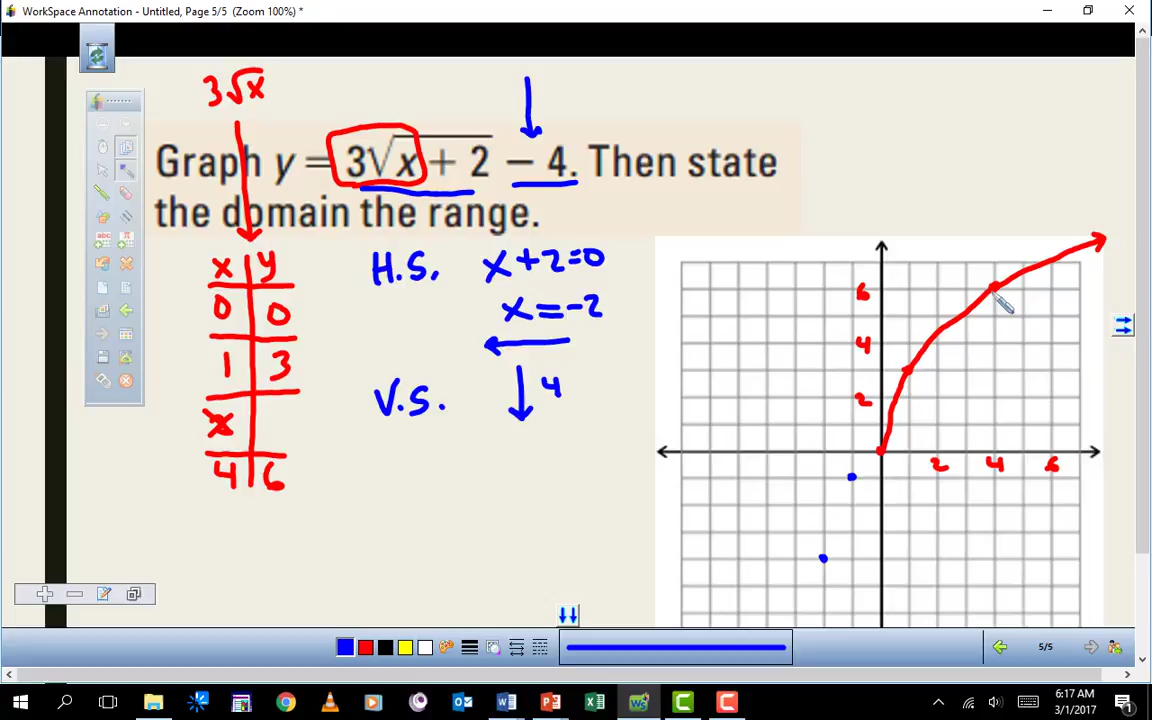 WorkSpace Annotation - Untitled, Page 5/5 (Zoom 100%) *
3√x
Graph y = 3√x + 2 − 4. Then state
the domain the range.
x y
0 0
1 3
4 6
H.S. x+2=0
x=-2
V.S. ↓ 4
6
4
2
2 4 6
abc
π
5/5
6:17 AM
3/1/2017
1